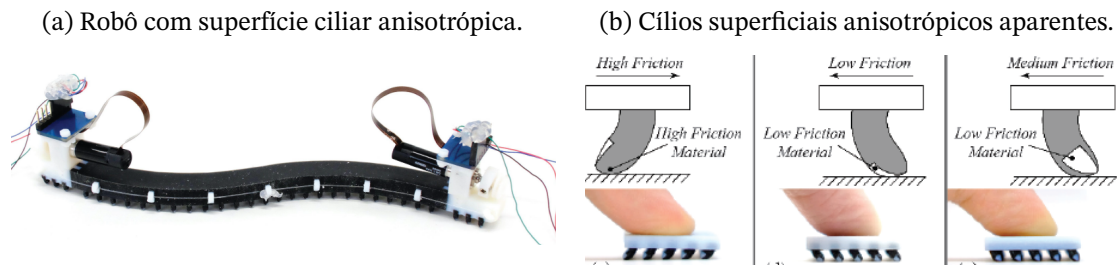 (a) Robô com superfície ciliar anisotrópica.
(b) Cílios superficiais anisotrópicos aparentes.
High Friction
High Friction
Material
Low Friction
Low Friction
Material
Medium Friction
Low Friction
Material